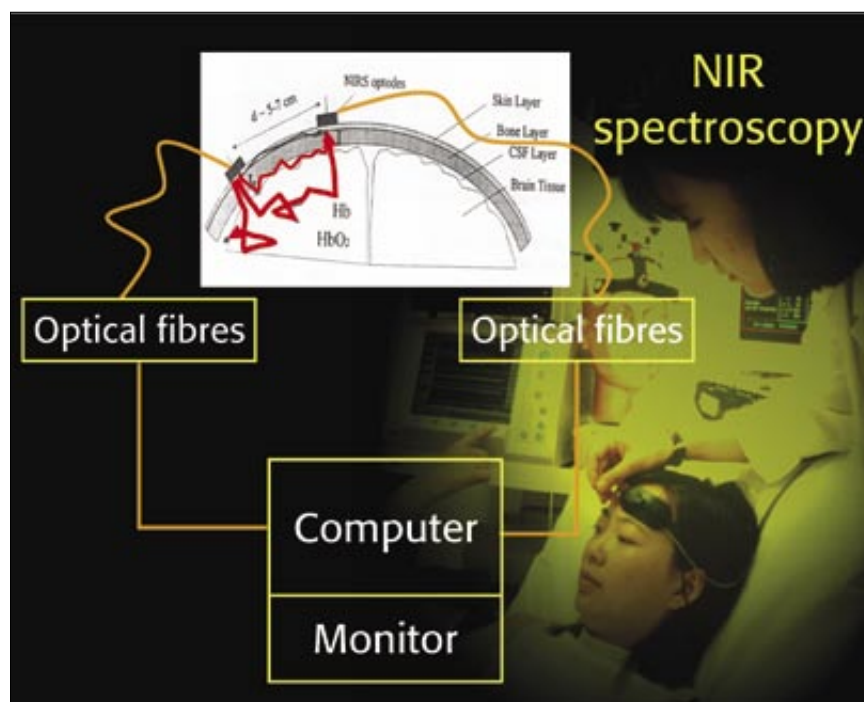 NIR
spectroscopy
d ~ 5-7 cm
NIRS optodes
Skin Layer
Bone Layer
CSF Layer
Brain Tissue
Hb
HbO₂
Optical fibres
Optical fibres
Computer
Monitor